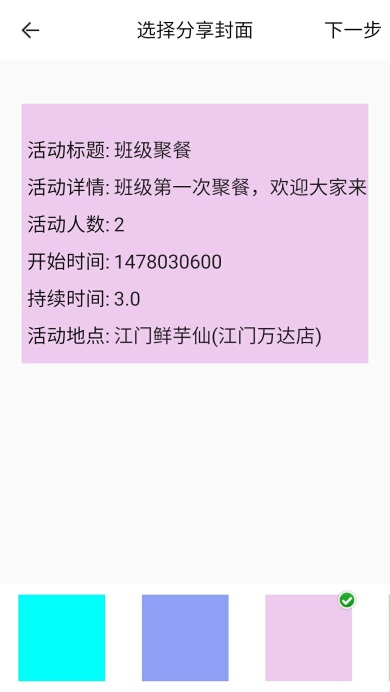 选择分享封面 下一步
活动标题: 班级聚餐
活动详情: 班级第一次聚餐，欢迎大家来
活动人数: 2
开始时间: 1478030600
持续时间: 3.0
活动地点: 江门鲜芋仙(江门万达店)